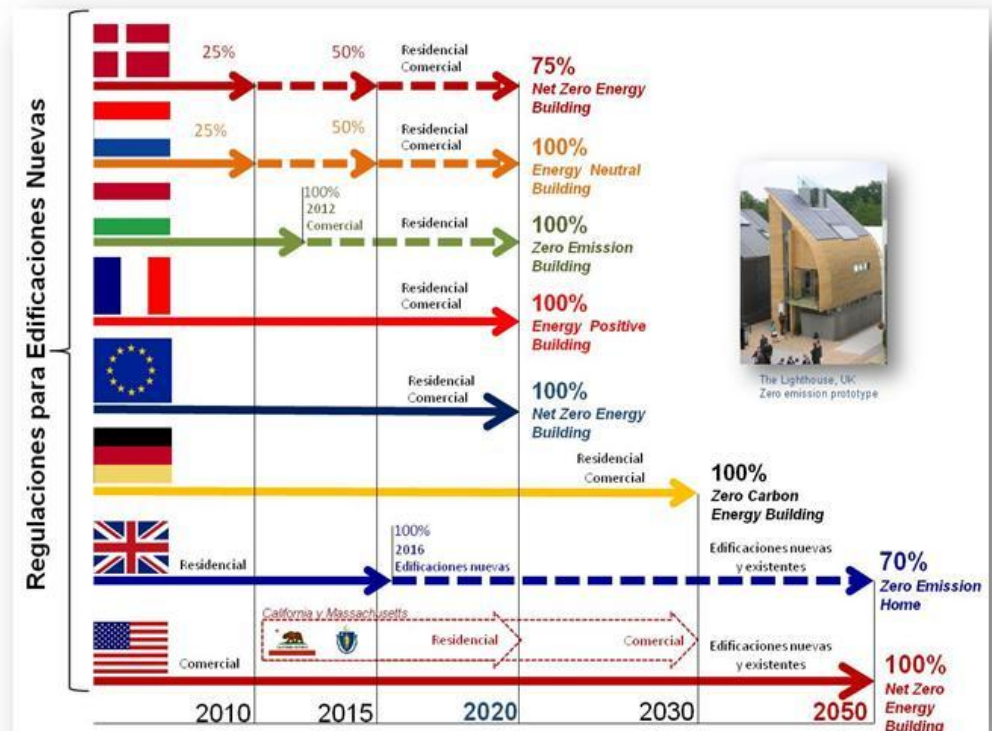 Regulaciones para Edificaciones Nuevas
25%
50%
Residencial
Comercial
75%
Net Zero Energy
Building
25%
50%
Residencial
Comercial
100%
Energy Neutral
Building
100%
2012
Comercial
Residencial
100%
Zero Emission
Building
Residencial
Comercial
100%
Energy Positive
Building
The Lighthouse, UK
Zero emission prototype
Residencial
Comercial
100%
Net Zero Energy
Building
Residencial
Comercial
100%
Zero Carbon
Energy Building
Residencial
100%
2016
Edificaciones nuevas
Edificaciones nuevas
y existentes
70%
Zero Emission
Home
California y Massachusetts
Residencial
Comercial
Comercial
Edificaciones nuevas
y existentes
100%
Net Zero
Energy
Building
2010
2015
2020
2030
2050